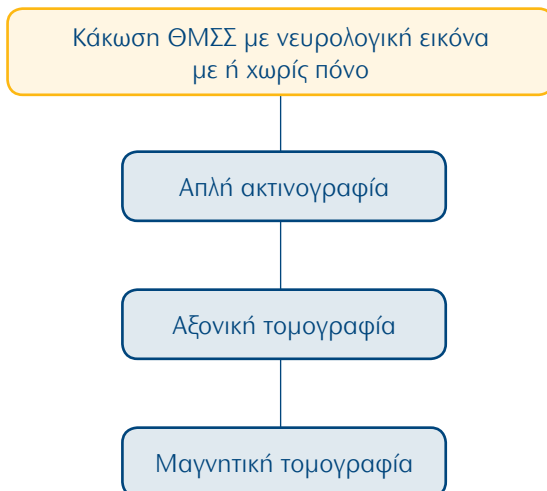 Κάκωση ΘΜΣΣ με νευρολογική εικόνα
με ή χωρίς πόνο
Απλή ακτινογραφία
Αξονική τομογραφία
Μαγνητική τομογραφία